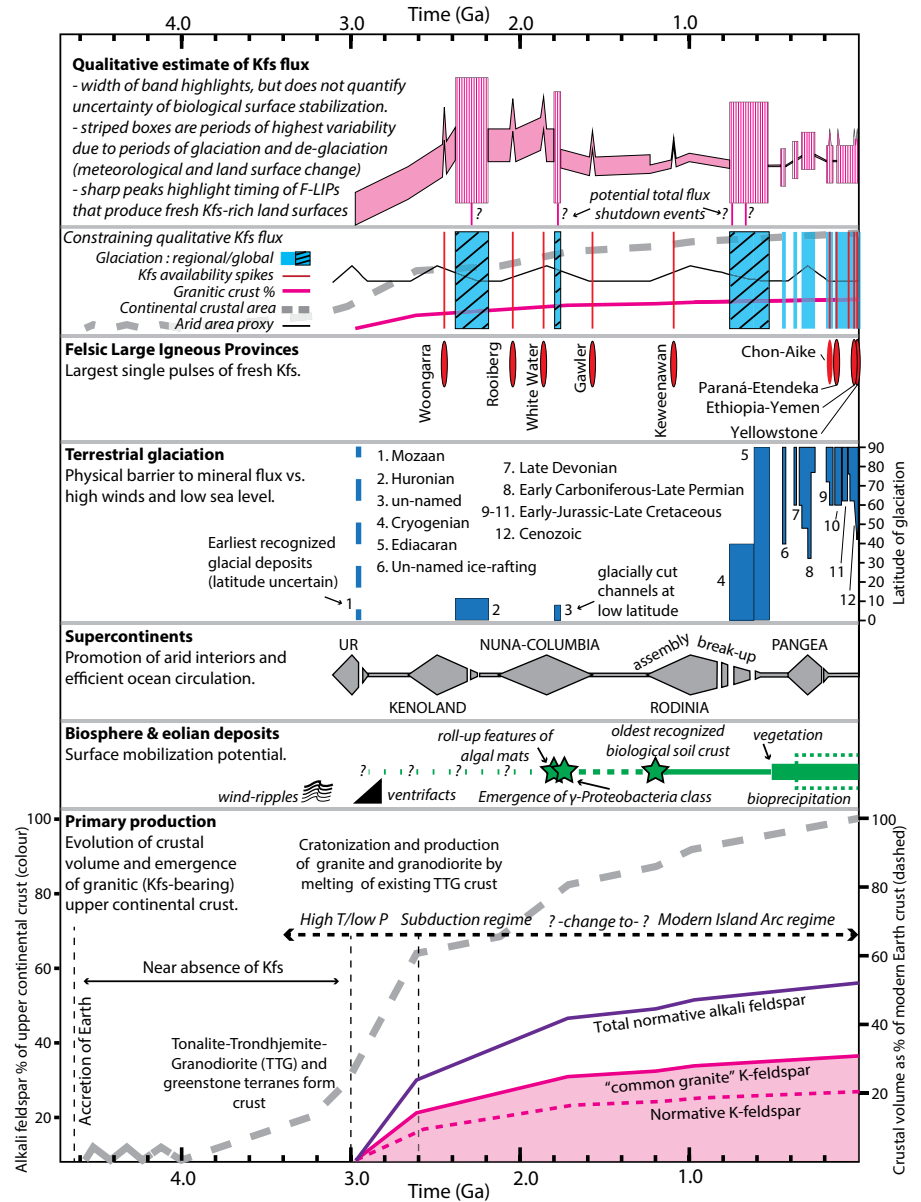 Time (Ga)
4.0 3.0 2.0 1.0
Qualitative estimate of Kfs flux
- width of band highlights, but does not quantify
uncertainty of biological surface stabilization.
- striped boxes are periods of highest variability
due to periods of glaciation and de-glaciation
(meteorological and land surface change)
- sharp peaks highlight timing of F-LIPs
that produce fresh Kfs-rich land surfaces
?
?
potential total flux
shutdown events
? ?
Constraining qualitative Kfs flux
Glaciation : regional/global
Kfs availability spikes
Granitic crust %
Continental crustal area
Arid area proxy
Felsic Large Igneous Provinces
Largest single pulses of fresh Kfs.
Woongarra
Rooiberg
White Water
Gawler
Keweenawan
Chon-Aike
Paraná-Etendeka
Ethiopia-Yemen
Yellowstone
Terrestrial glaciation
Physical barrier to mineral flux vs.
high winds and low sea level.
Earliest recognized
glacial deposits
(latitude uncertain)
1
1. Mozaan
2. Huronian
3. un-named
4. Cryogenian
5. Ediacaran
6. Un-named ice-rafting
7. Late Devonian
8. Early Carboniferous-Late Permian
9-11. Early-Jurassic-Late Cretaceous
12. Cenozoic
2
3
glacially cut
channels at
low latitude
4
5
6
7
8
9
10
11
12
90
80
70
60
50
40
30
20
10
0
Latitude of glaciation
Supercontinents
Promotion of arid interiors and
efficient ocean circulation.
UR
KENOLAND
NUNA-COLUMBIA
RODINIA
assembly
break-up
PANGEA
Biosphere & eolian deposits
Surface mobilization potential.
wind-ripples
ventrifacts
? ? ? ?
roll-up features of
algal mats
Emergence of γ-Proteobacteria class
oldest recognized
biological soil crust
vegetation
bioprecipitation
Primary production
Evolution of crustal
volume and emergence
of granitic (Kfs-bearing)
upper continental crust.
Cratonization and production
of granite and granodiorite by
melting of existing TTG crust
High T/low P
Subduction regime
? -change to- ?
Modern Island Arc regime
Near absence of Kfs
Accretion of Earth
Tonalite-Trondhjemite-
Granodiorite (TTG) and
greenstone terranes form
crust
Total normative alkali feldspar
“common granite” K-feldspar
Normative K-feldspar
Alkali feldspar % of upper continental crust (colour)
100
80
60
40
20
Crustal volume as % of modern Earth crust (dashed)
100
80
60
40
20
4.0 3.0 2.0 1.0
Time (Ga)